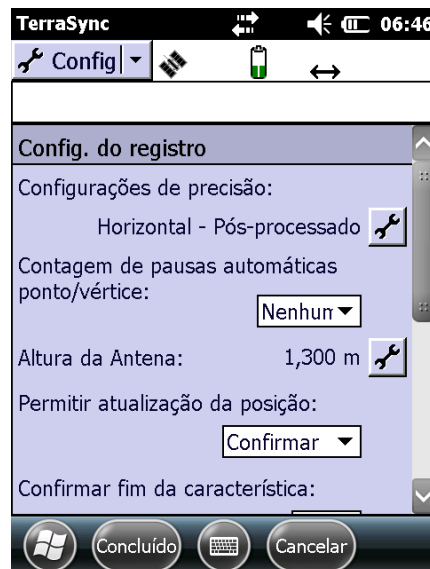 TerraSync 06:46
Config
Config. do registro
Configurações de precisão:
Horizontal - Pós-processado
Contagem de pausas automáticas
ponto/vértice:
Nenhum
Altura da Antena: 1,300 m
Permitir atualização da posição:
Confirmar
Confirmar fim da característica:
Concluído Cancelar